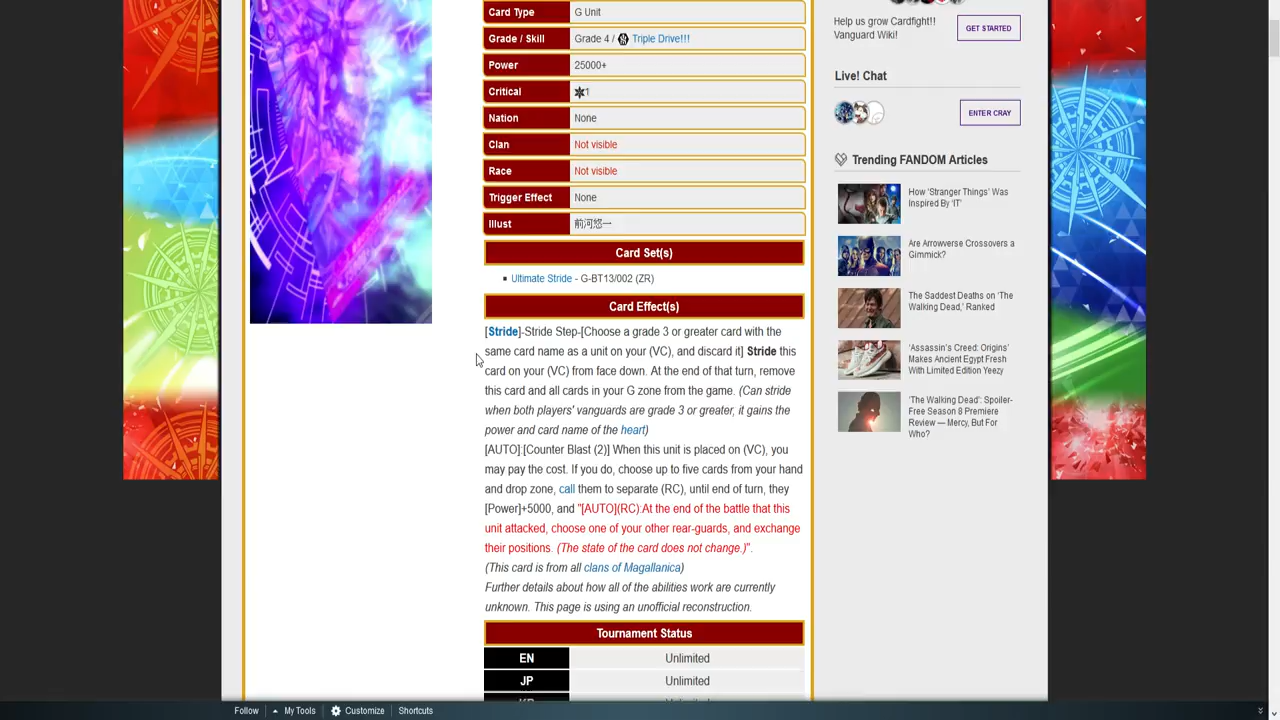 Card Type G Unit
Grade / Skill Grade 4 / Triple Drive!!!
Power 25000+
Critical 1
Nation None
Clan Not visible
Race Not visible
Trigger Effect None
Illust 前河悠一
Card Set(s)
Ultimate Stride - G-BT13/002 (ZR)
Card Effect(s)
[Stride]-Stride Step-[Choose a grade 3 or greater card with the
same card name as a unit on your (VC), and discard it] Stride this
card on your (VC) from face down. At the end of that turn, remove
this card and all cards in your G zone from the game. (Can stride
when both players' vanguards are grade 3 or greater, it gains the
power and card name of the heart)
[AUTO]:[Counter Blast (2)] When this unit is placed on (VC), you
may pay the cost. If you do, choose up to five cards from your hand
and drop zone, call them to separate (RC), until end of turn, they
[Power]+5000, and "[AUTO](RC):At the end of the battle that this
unit attacked, choose one of your other rear-guards, and exchange
their positions. (The state of the card does not change.)".
(This card is from all clans of Magallanica)
Further details about how all of the abilities work are currently
unknown. This page is using an unofficial reconstruction.
Tournament Status
EN Unlimited
JP Unlimited
Help us grow Cardfight!!
Vanguard Wiki!
GET STARTED
Live! Chat
ENTER CRAY
Trending FANDOM Articles
How 'Stranger Things' Was
Inspired By 'IT'
Are Arrowverse Crossovers a
Gimmick?
The Saddest Deaths on 'The
Walking Dead,' Ranked
'Assassin's Creed: Origins'
Makes Ancient Egypt Fresh
With Limited Edition Yeezy
'The Walking Dead': Spoiler-
Free Season 8 Premiere
Review — Mercy, But For
Who?
Follow My Tools Customize Shortcuts